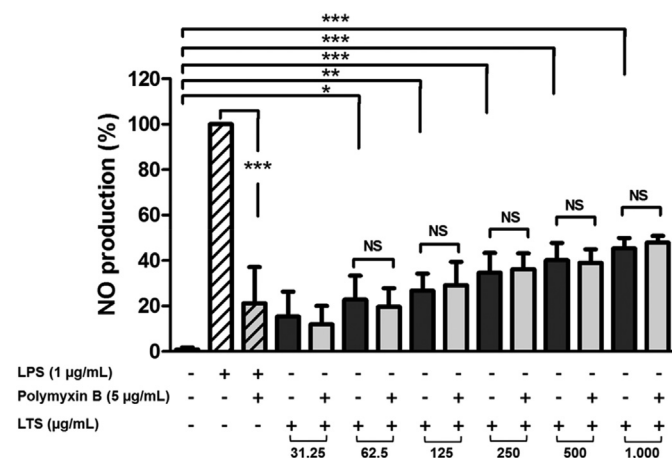 ***
***
***
**
*
NO production (%)
120
100
80
60
40
20
0
***
NS
NS
NS
NS
NS
LPS (1 µg/mL) - + + - - - - - - - - - - - -
Polymyxin B (5 µg/mL) - - + - + - + - + - + - + - +
LTS (µg/mL) - - - + + + + + + + + + + + +
31.25 62.5 125 250 500 1.000